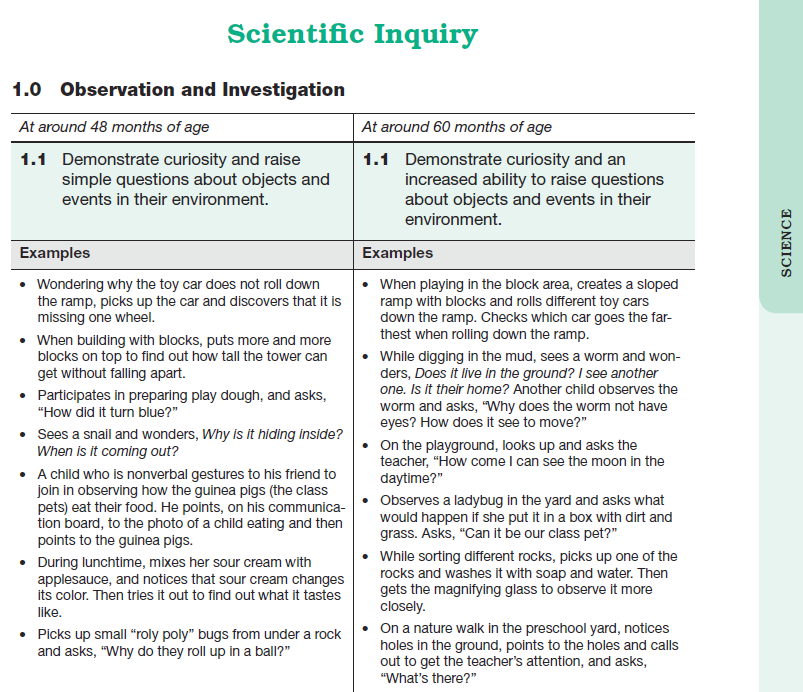 Scientific Inquiry
1.0 Observation and Investigation
At around 48 months of age
1.1 Demonstrate curiosity and raise
simple questions about objects and
events in their environment.
Examples
• Wondering why the toy car does not roll down
the ramp, picks up the car and discovers that it is
missing one wheel.
• When building with blocks, puts more and more
blocks on top to find out how tall the tower can
get without falling apart.
• Participates in preparing play dough, and asks,
“How did it turn blue?”
• Sees a snail and wonders, Why is it hiding inside?
When is it coming out?
• A child who is nonverbal gestures to his friend to
join in observing how the guinea pigs (the class
pets) eat their food. He points, on his communica-
tion board, to the photo of a child eating and then
points to the guinea pigs.
• During lunchtime, mixes her sour cream with
applesauce, and notices that sour cream changes
its color. Then tries it out to find out what it tastes
like.
• Picks up small “roly poly” bugs from under a rock
and asks, “Why do they roll up in a ball?”
At around 60 months of age
1.1 Demonstrate curiosity and an
increased ability to raise questions
about objects and events in their
environment.
Examples
• When playing in the block area, creates a sloped
ramp with blocks and rolls different toy cars
down the ramp. Checks which car goes the far-
thest when rolling down the ramp.
• While digging in the mud, sees a worm and won-
ders, Does it live in the ground? I see another
one. Is it their home? Another child observes the
worm and asks, “Why does the worm not have
eyes? How does it see to move?”
• On the playground, looks up and asks the
teacher, “How come I can see the moon in the
daytime?”
• Observes a ladybug in the yard and asks what
would happen if she put it in a box with dirt and
grass. Asks, “Can it be our class pet?”
• While sorting different rocks, picks up one of the
rocks and washes it with soap and water. Then
gets the magnifying glass to observe it more
closely.
• On a nature walk in the preschool yard, notices
holes in the ground, points to the holes and calls
out to get the teacher’s attention, and asks,
“What’s there?”
SCIENCE